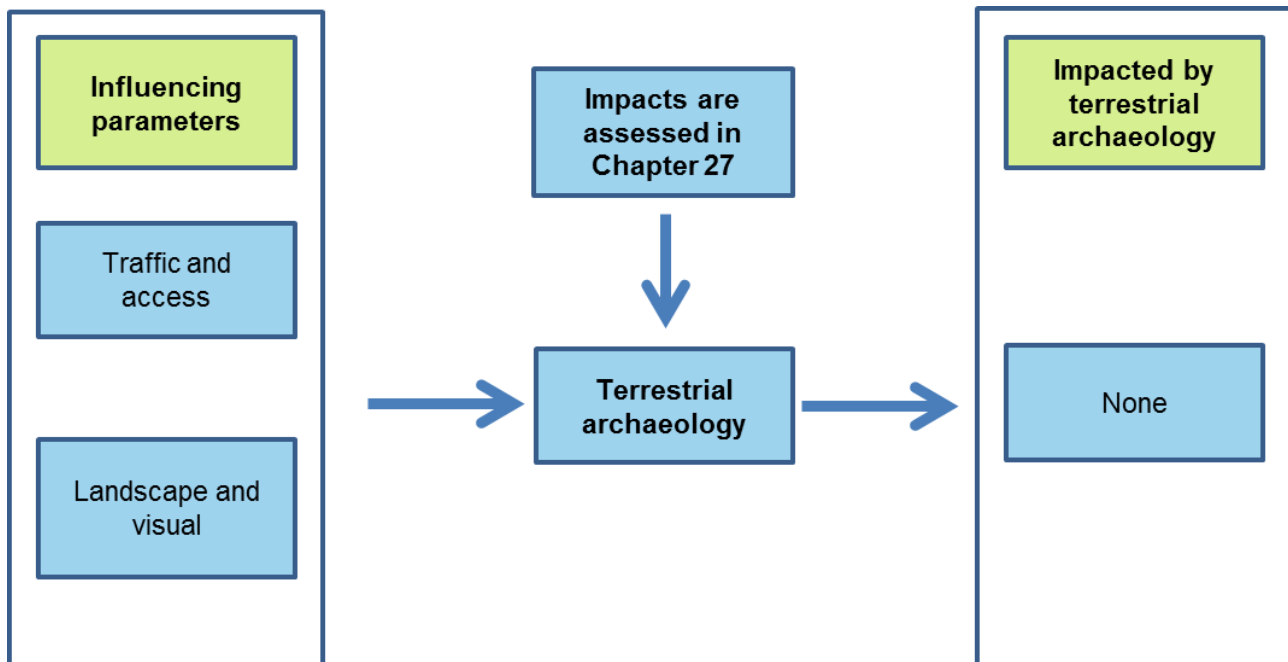 Influencing
parameters
Traffic and
access
Landscape and
visual
Impacts are
assessed in
Chapter 27
Terrestrial
archaeology
Impacted by
terrestrial
archaeology
None